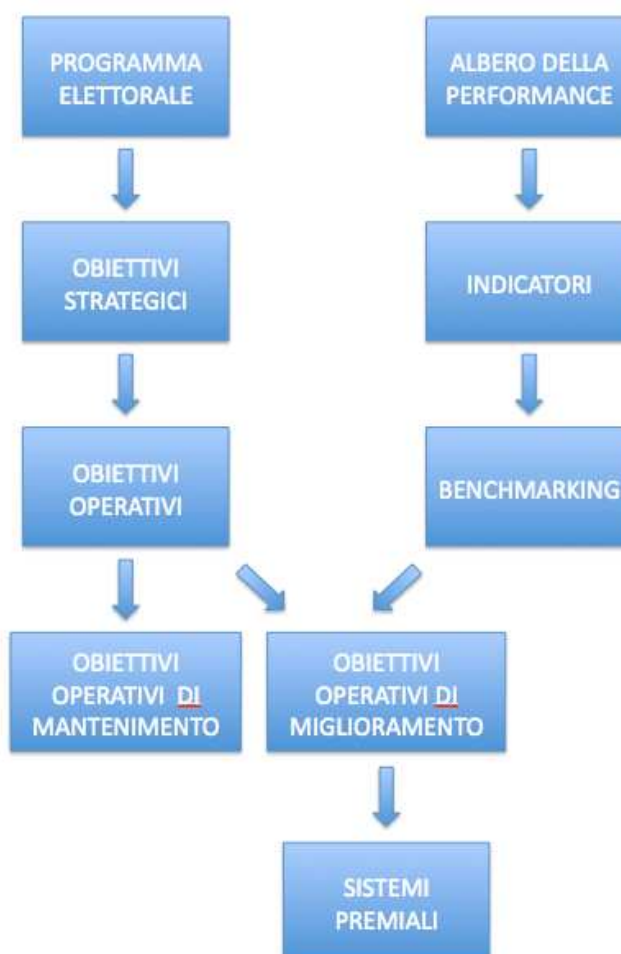 PROGRAMMA
ELETTORALE
ALBERO DELLA
PERFORMANCE
OBIETTIVI
STRATEGICI
INDICATORI
OBIETTIVI
OPERATIVI
BENCHMARKING
OBIETTIVI
OPERATIVI DI
MANTENIMENTO
OBIETTIVI
OPERATIVI DI
MIGLIORAMENTO
SISTEMI
PREMIALI